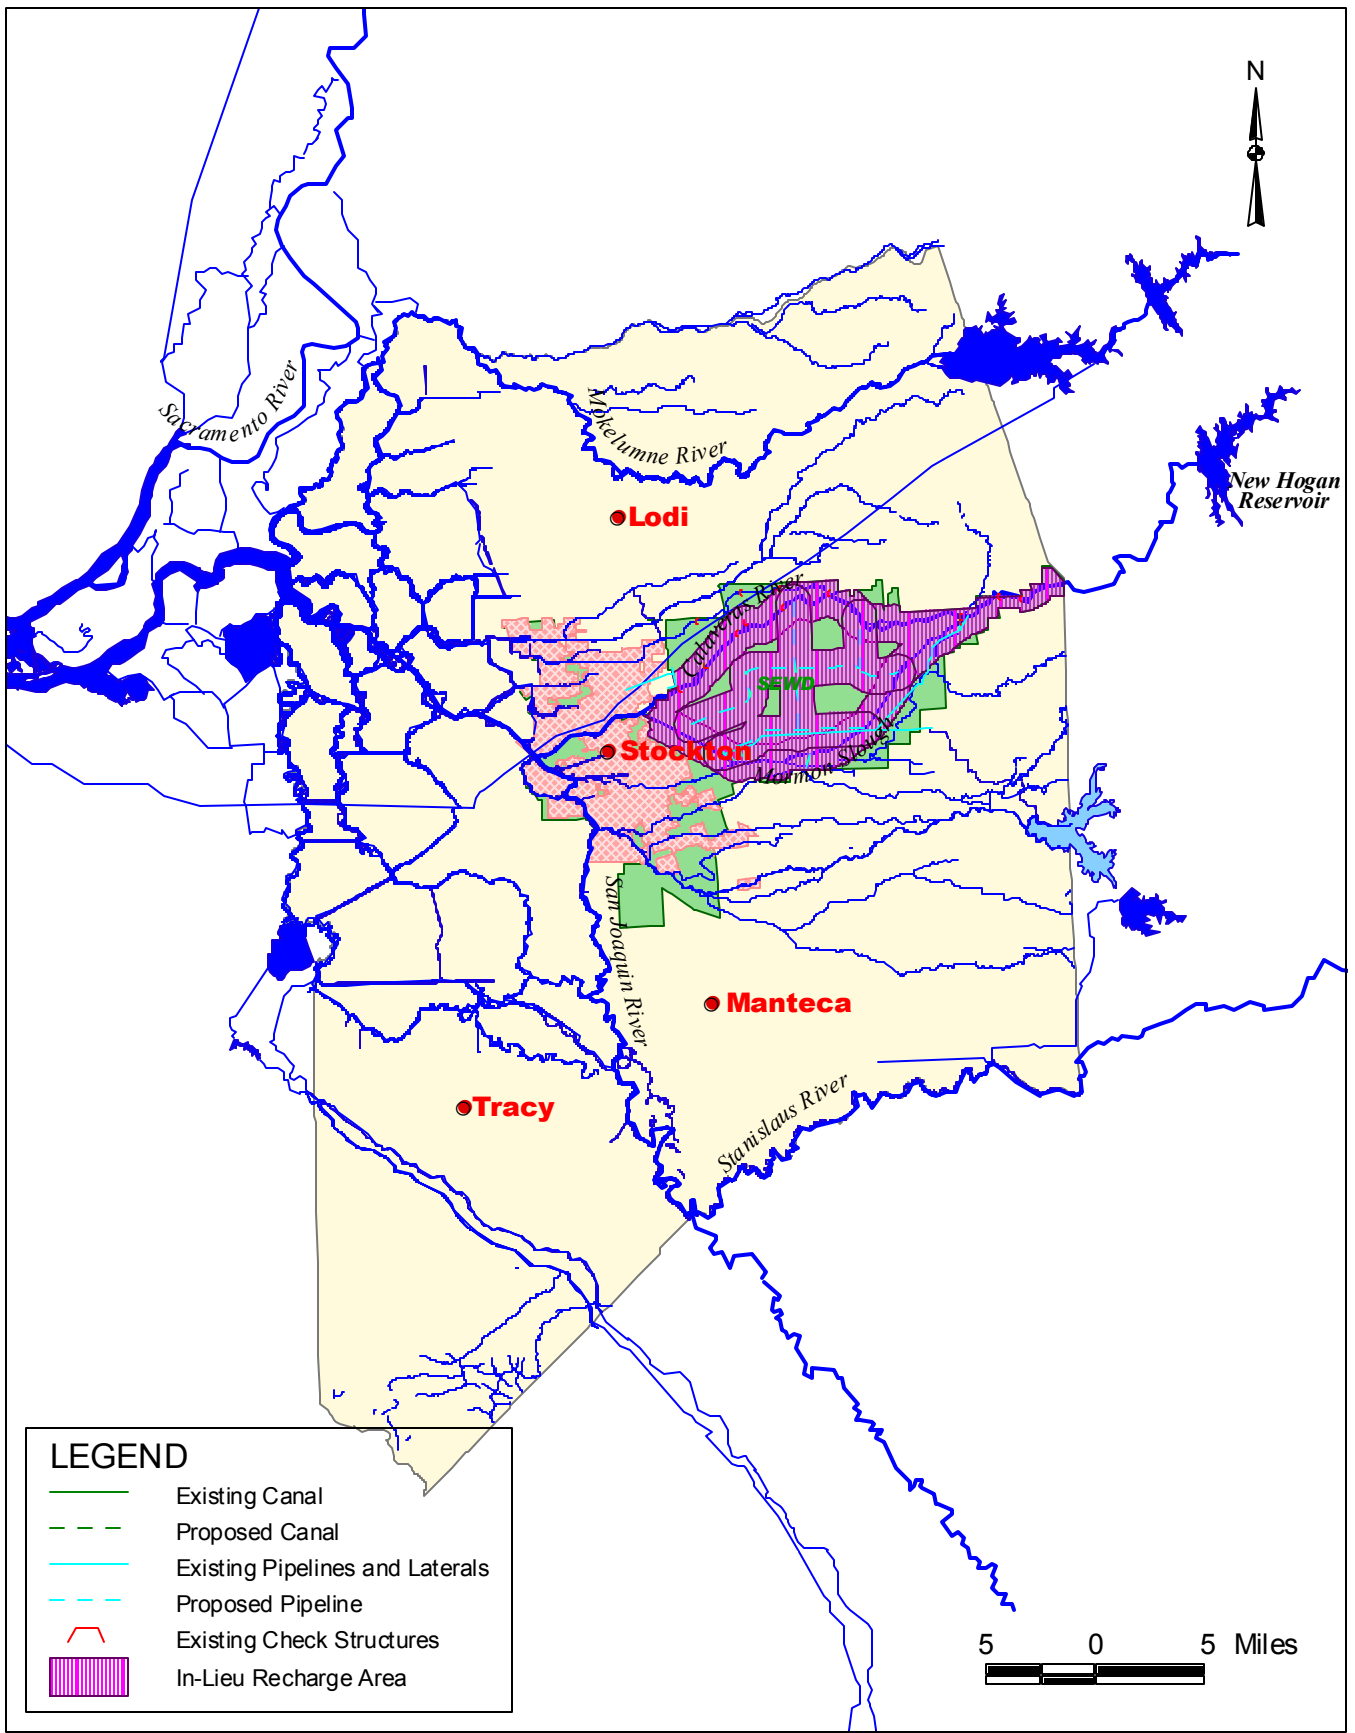 N
Sacramento River
Mokelumne River
New Hogan
Reservoir
Lodi
Calaveras River
SEWD
Stockton
Mormon Slough
San Joaquin River
Manteca
Stanislaus River
Tracy
LEGEND
Existing Canal
Proposed Canal
Existing Pipelines and Laterals
Proposed Pipeline
Existing Check Structures
In-Lieu Recharge Area
5 0 5 Miles